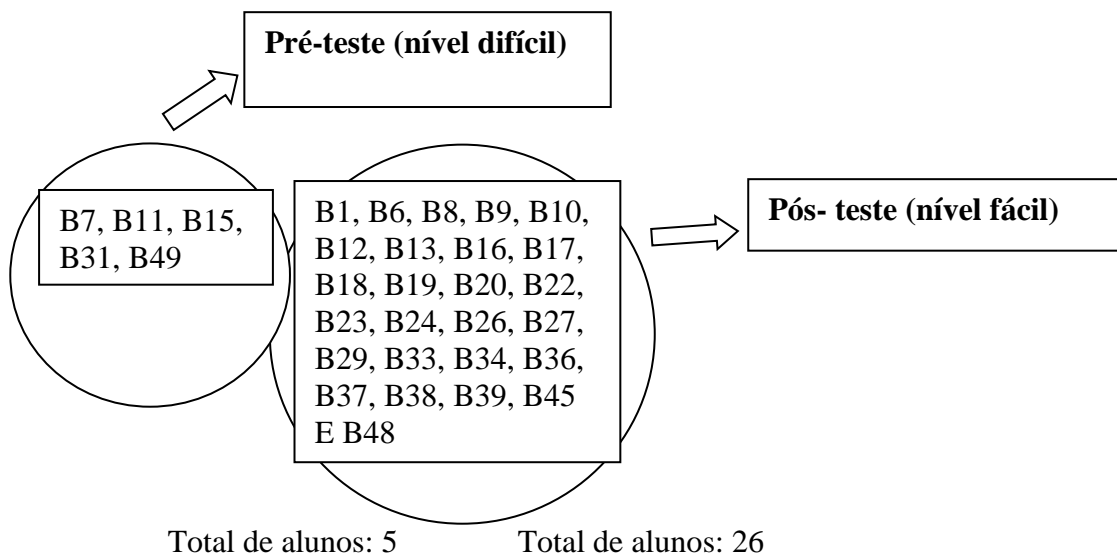 Pré-teste (nível difícil)
B7, B11, B15,
B31, B49
B1, B6, B8, B9, B10,
B12, B13, B16, B17,
B18, B19, B20, B22,
B23, B24, B26, B27,
B29, B33, B34, B36,
B37, B38, B39, B45
E B48
Pós- teste (nível fácil)
Total de alunos: 5
Total de alunos: 26